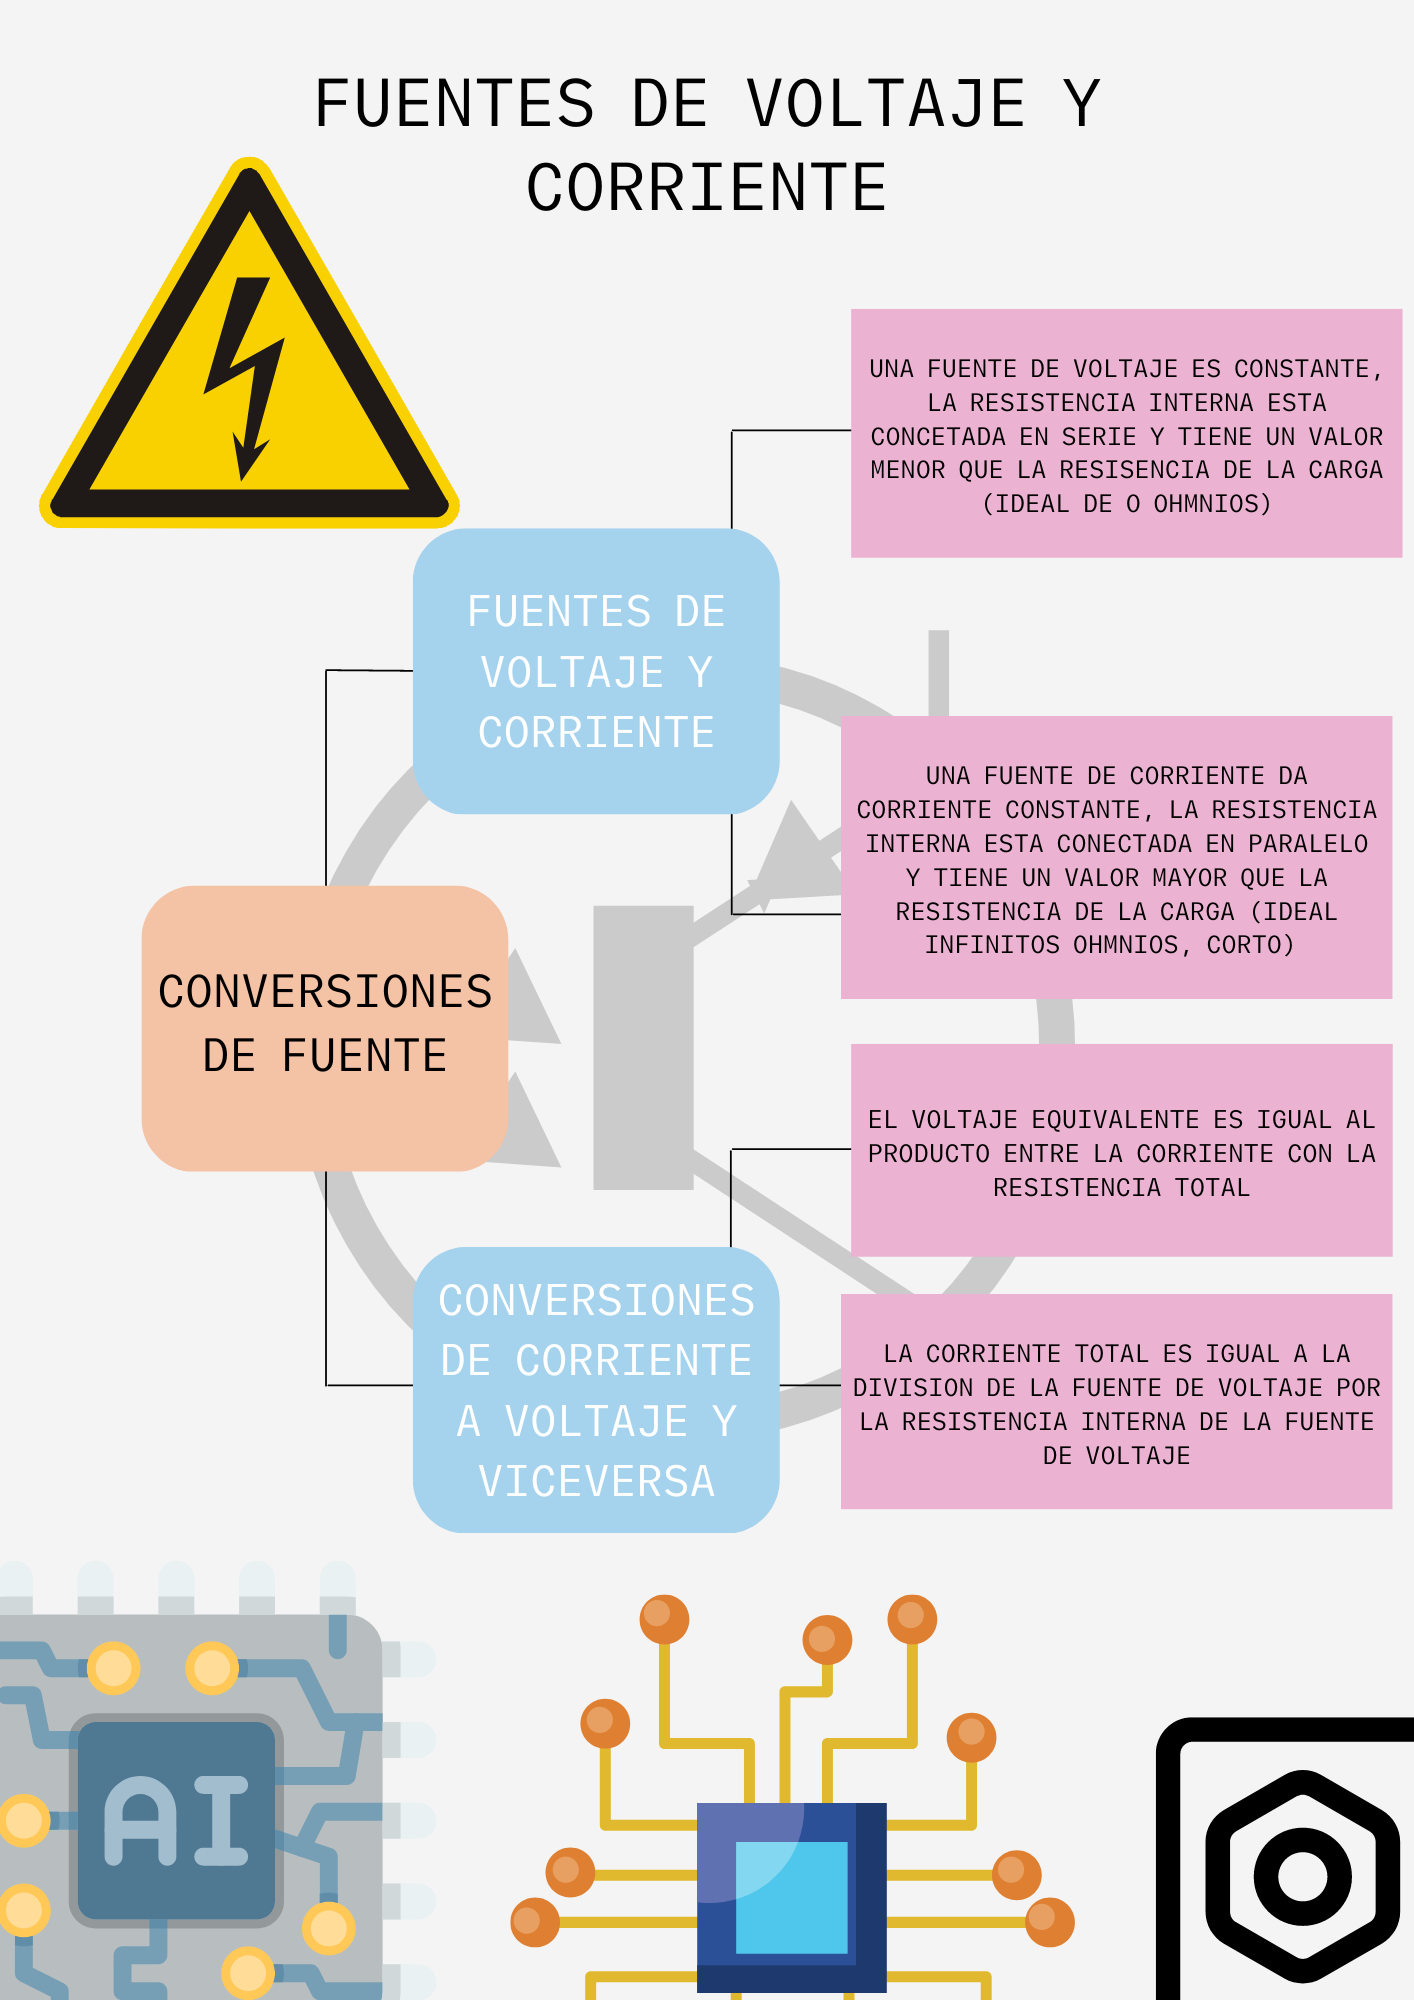 FUENTES DE VOLTAJE Y
CORRIENTE
UNA FUENTE DE VOLTAJE ES CONSTANTE,
LA RESISTENCIA INTERNA ESTA
CONCETADA EN SERIE Y TIENE UN VALOR
MENOR QUE LA RESISENCIA DE LA CARGA
(IDEAL DE O OHMNIOS)
FUENTES DE
VOLTAJE Y
CORRIENTE
UNA FUENTE DE CORRIENTE DA
CORRIENTE CONSTANTE, LA RESISTENCIA
INTERNA ESTA CONECTADA EN PARALELO
Y TIENE UN VALOR MAYOR QUE LA
RESISTENCIA DE LA CARGA (IDEAL
INFINITOS OHMNIOS, CORTO)
CONVERSIONES
DE FUENTE
EL VOLTAJE EQUIVALENTE ES IGUAL AL
PRODUCTO ENTRE LA CORRIENTE CON LA
RESISTENCIA TOTAL
CONVERSIONES
DE CORRIENTE
A VOLTAJE Y
VICEVERSA
LA CORRIENTE TOTAL ES IGUAL A LA
DIVISION DE LA FUENTE DE VOLTAJE POR
LA RESISTENCIA INTERNA DE LA FUENTE
DE VOLTAJE
AI